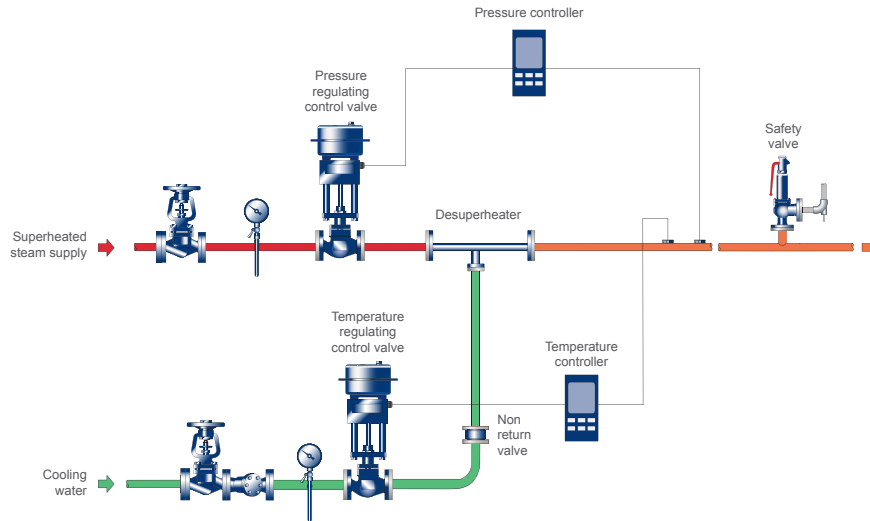 Pressure controller
Pressure
regulating
control valve
Safety
valve
Desuperheater
Superheated
steam supply
Temperature
regulating
control valve
Temperature
controller
Non
return
valve
Cooling
water